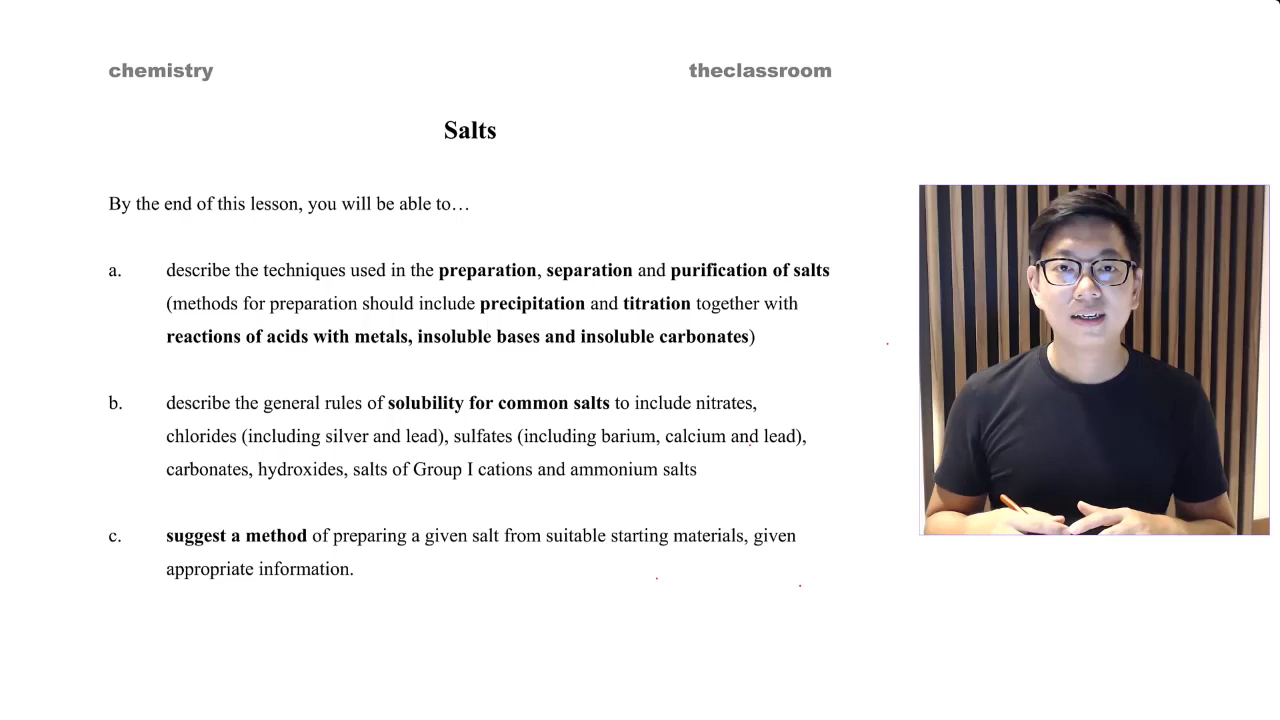 chemistry theclassroom
Salts
By the end of this lesson, you will be able to…
a. describe the techniques used in the preparation, separation and purification of salts
(methods for preparation should include precipitation and titration together with
reactions of acids with metals, insoluble bases and insoluble carbonates)
b. describe the general rules of solubility for common salts to include nitrates,
chlorides (including silver and lead), sulfates (including barium, calcium and lead),
carbonates, hydroxides, salts of Group I cations and ammonium salts
c. suggest a method of preparing a given salt from suitable starting materials, given
appropriate information.